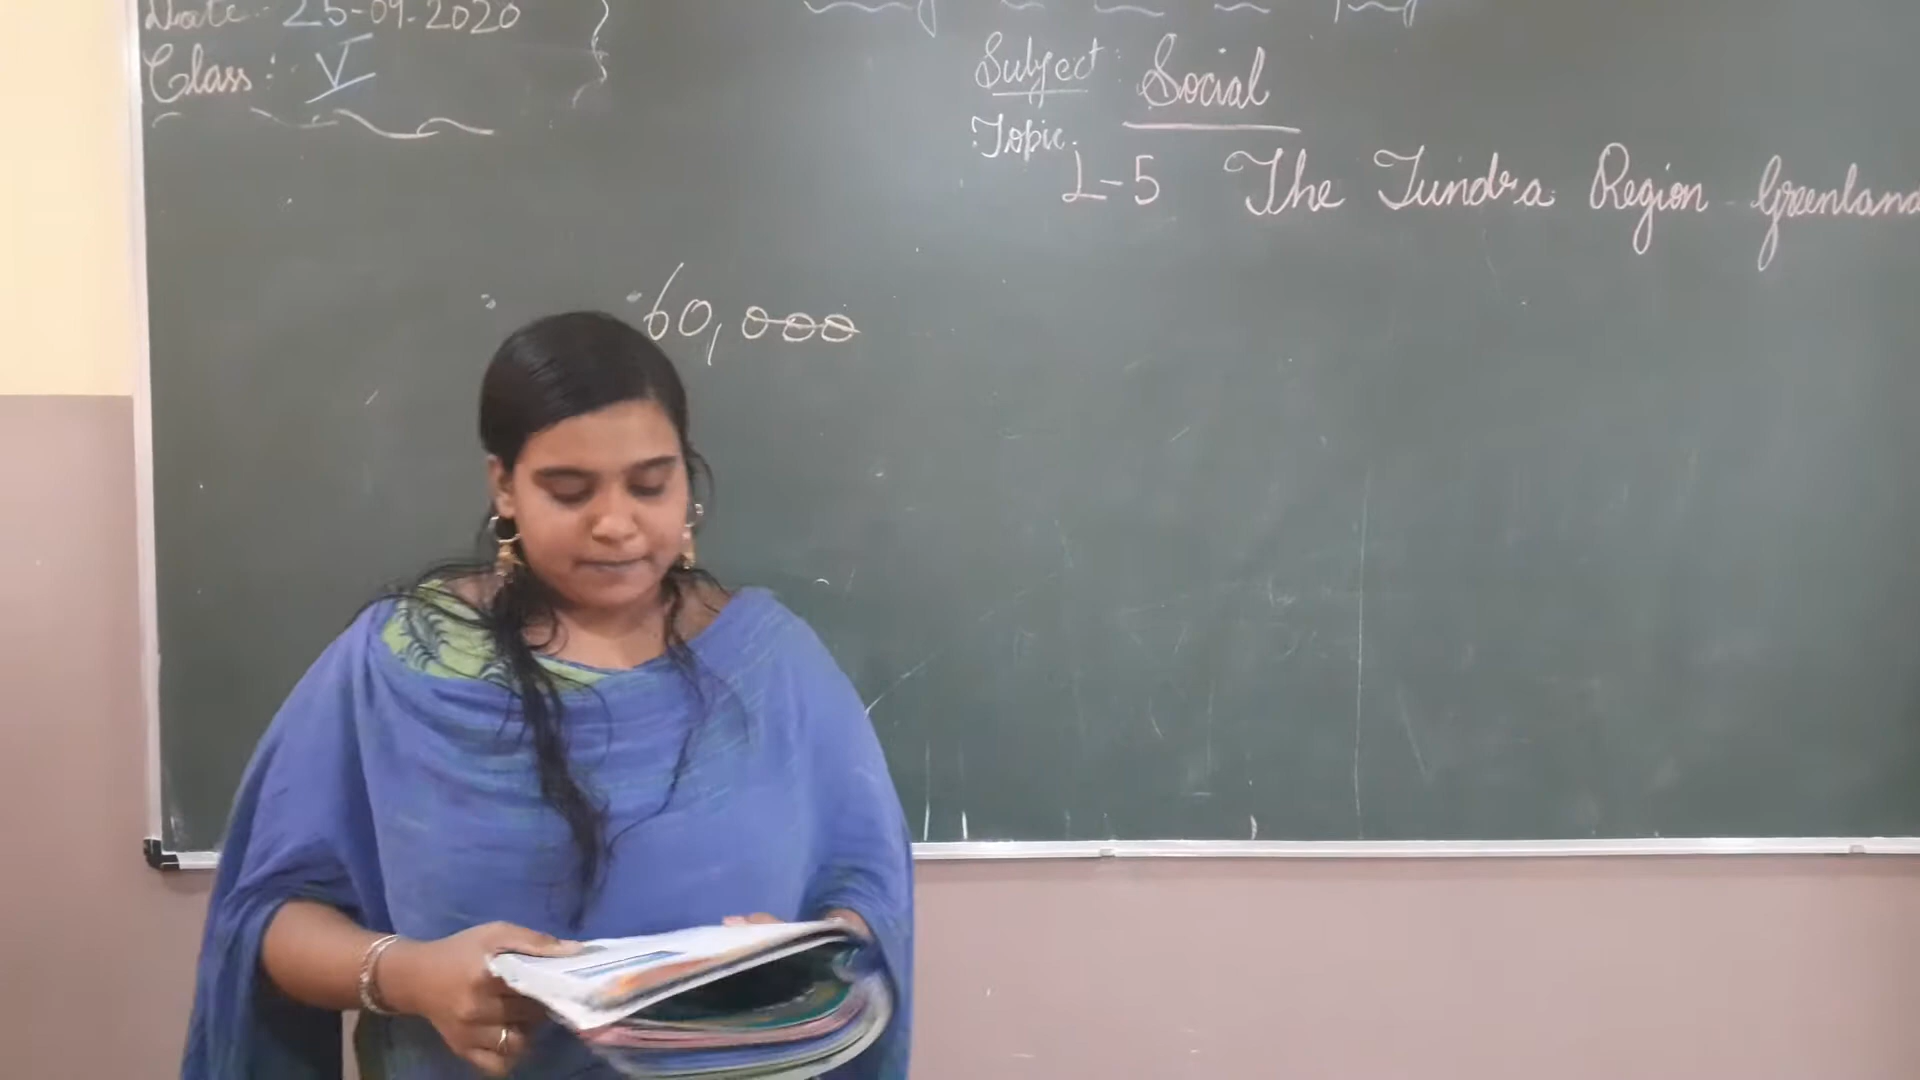 Date: 25-09-2020
Class: V
Subject: Social
Topic:
L-5 The Tundra Region Greenland
60,000